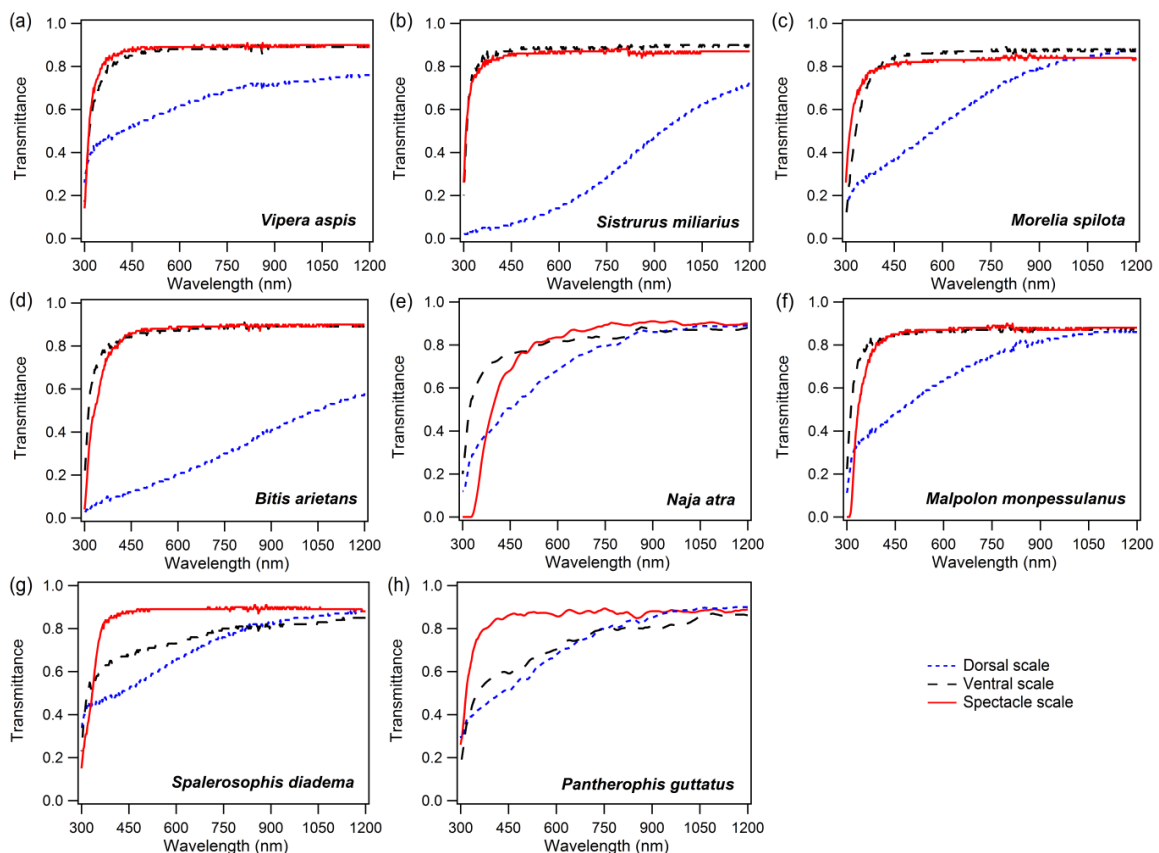 (a)
1.0
0.8
0.6
0.4
0.2
0.0
Transmittance
Vipera aspis
300 450 600 750 900 1050 1200
Wavelength (nm)
(b)
1.0
0.8
0.6
0.4
0.2
0.0
Transmittance
Sistrurus miliarius
300 450 600 750 900 1050 1200
Wavelength (nm)
(c)
1.0
0.8
0.6
0.4
0.2
0.0
Transmittance
Morelia spilota
300 450 600 750 900 1050 1200
Wavelength (nm)
(d)
1.0
0.8
0.6
0.4
0.2
0.0
Transmittance
Bitis arietans
300 450 600 750 900 1050 1200
Wavelength (nm)
(e)
1.0
0.8
0.6
0.4
0.2
0.0
Transmittance
Naja atra
300 450 600 750 900 1050 1200
Wavelength (nm)
(f)
1.0
0.8
0.6
0.4
0.2
0.0
Transmittance
Malpolon monpessulanus
300 450 600 750 900 1050 1200
Wavelength (nm)
(g)
1.0
0.8
0.6
0.4
0.2
0.0
Transmittance
Spalerosophis diadema
300 450 600 750 900 1050 1200
Wavelength (nm)
(h)
1.0
0.8
0.6
0.4
0.2
0.0
Transmittance
Pantherophis guttatus
300 450 600 750 900 1050 1200
Wavelength (nm)
Dorsal scale
Ventral scale
Spectacle scale